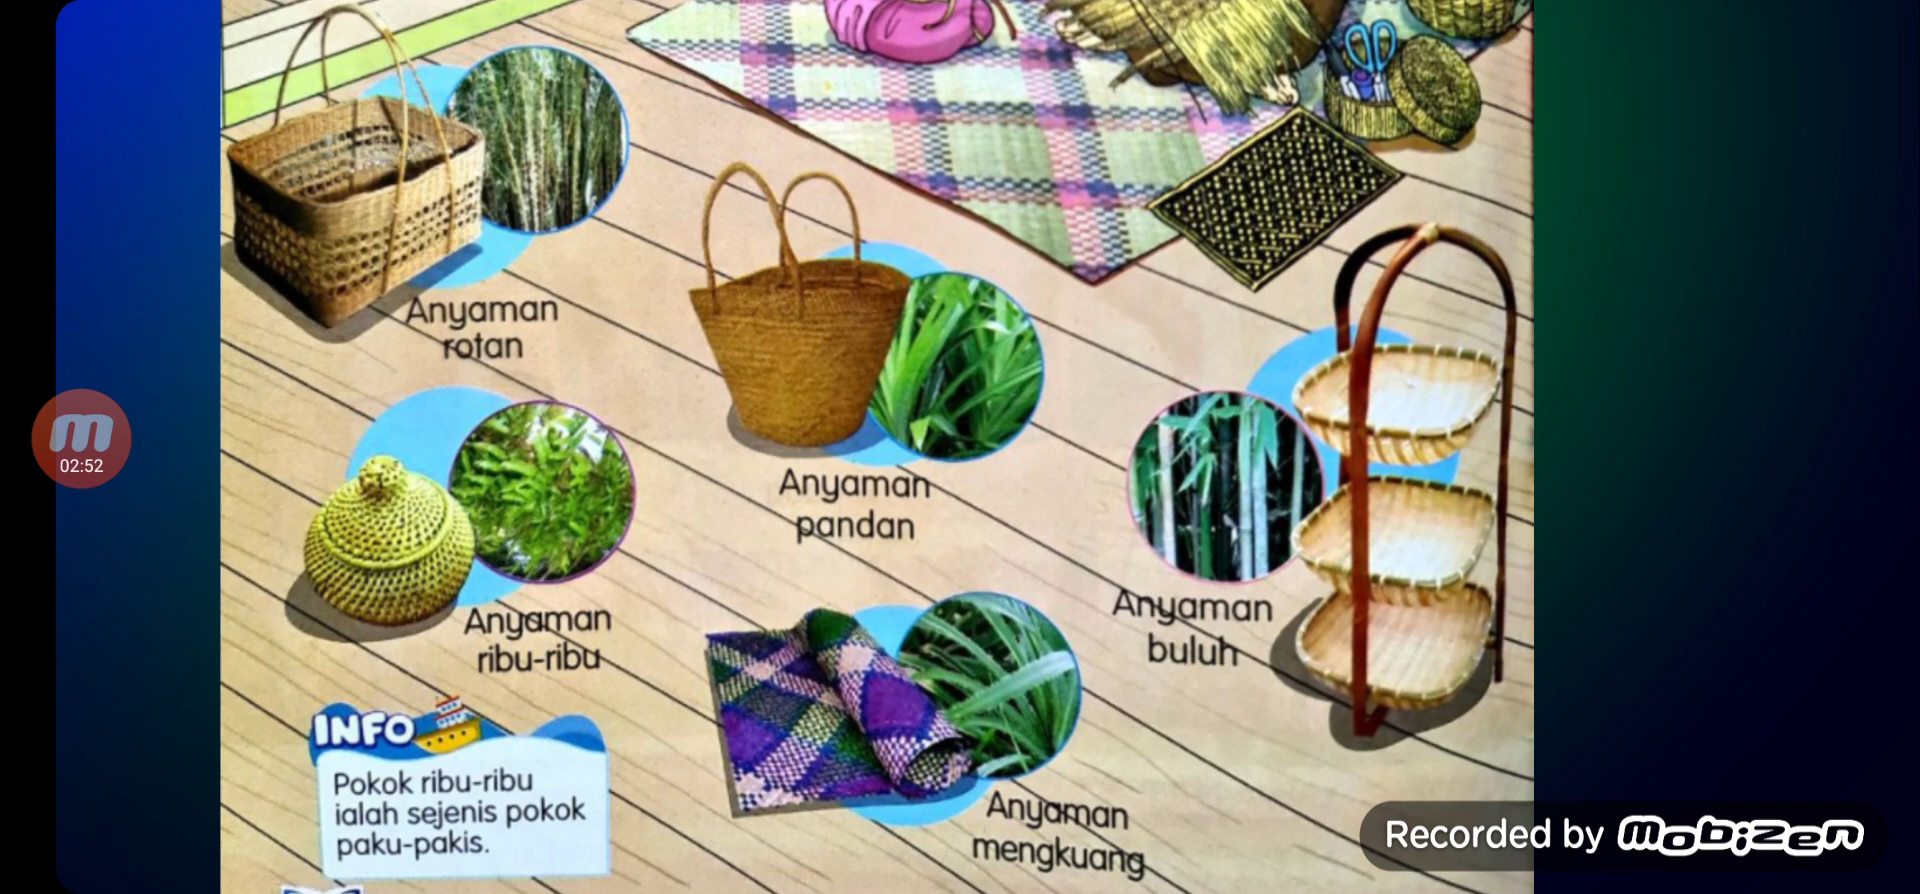 Anyaman
rotan
Anyaman
pandan
Anyaman
ribu-ribu
Anyaman
buluh
Anyaman
mengkuang
INFO
Pokok ribu-ribu
ialah sejenis pokok
paku-pakis.
m
02:52
Recorded by mobizen